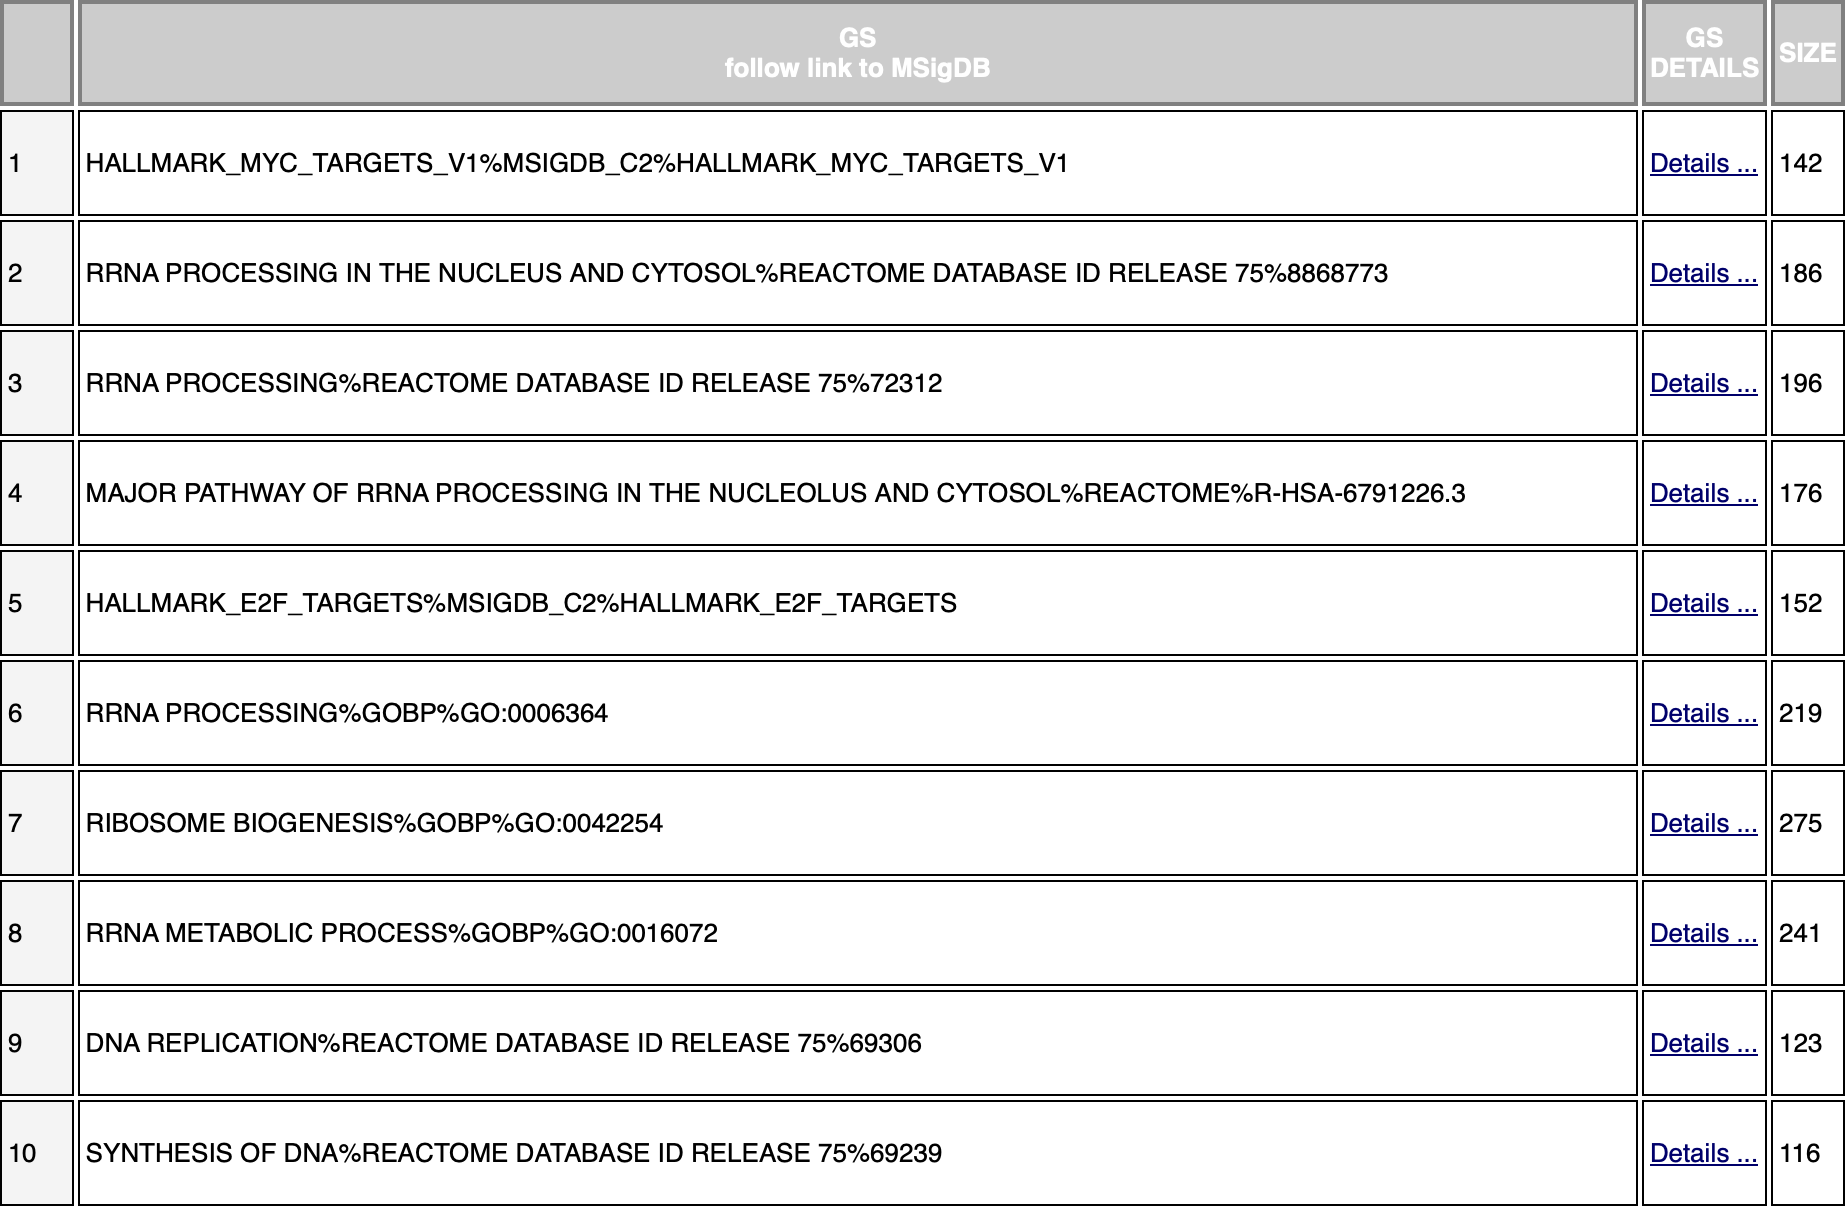 GS
follow link to MSigDB
GS
DETAILS
SIZE
1 HALLMARK_MYC_TARGETS_V1%MSIGDB_C2%HALLMARK_MYC_TARGETS_V1 Details ... 142
2 RRNA PROCESSING IN THE NUCLEUS AND CYTOSOL%REACTOME DATABASE ID RELEASE 75%8868773 Details ... 186
3 RRNA PROCESSING%REACTOME DATABASE ID RELEASE 75%72312 Details ... 196
4 MAJOR PATHWAY OF RRNA PROCESSING IN THE NUCLEOLUS AND CYTOSOL%REACTOME%R-HSA-6791226.3 Details ... 176
5 HALLMARK_E2F_TARGETS%MSIGDB_C2%HALLMARK_E2F_TARGETS Details ... 152
6 RRNA PROCESSING%GOBP%GO:0006364 Details ... 219
7 RIBOSOME BIOGENESIS%GOBP%GO:0042254 Details ... 275
8 RRNA METABOLIC PROCESS%GOBP%GO:0016072 Details ... 241
9 DNA REPLICATION%REACTOME DATABASE ID RELEASE 75%69306 Details ... 123
10 SYNTHESIS OF DNA%REACTOME DATABASE ID RELEASE 75%69239 Details ... 116